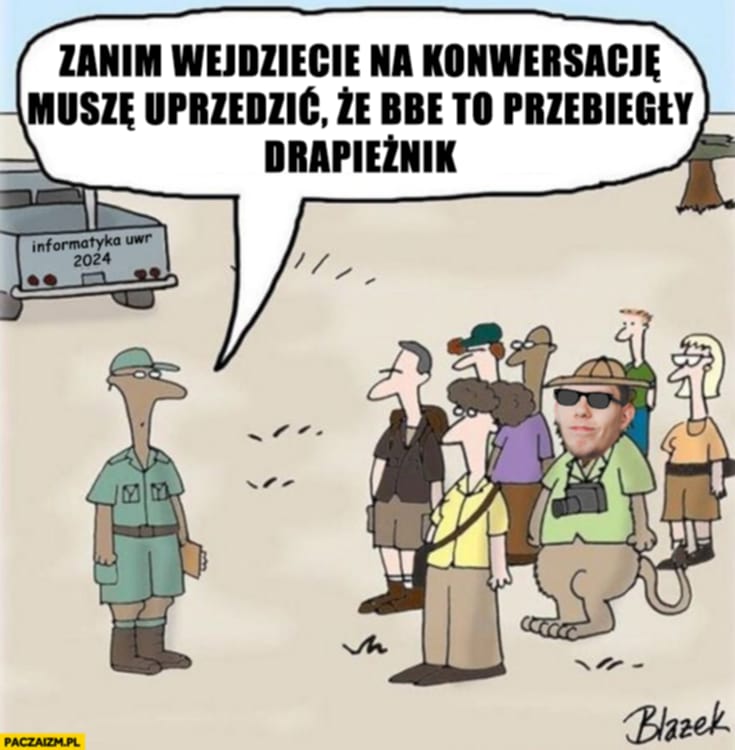 ZANIM WEJDZIECIE NA KONWERSACJĘ
MUSZĘ UPRZEDZIĆ, ŻE BBE TO PRZEBIEGŁY
DRAPIEŻNIK
informatyka uwr
2024
Blazek
PACZAIZM.PL